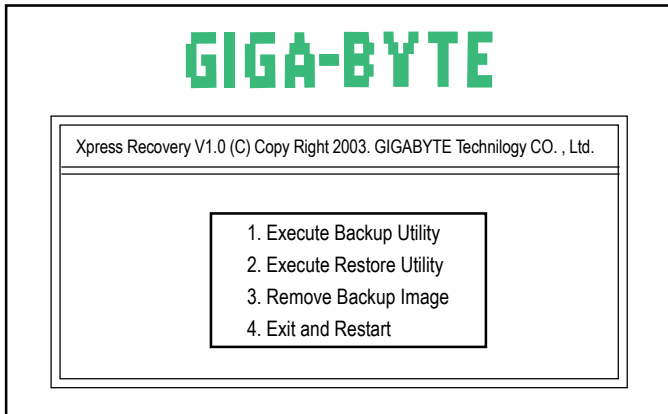 GIGA-BYTE
Xpress Recovery V1.0 (C) Copy Right 2003. GIGABYTE Technilogy CO. , Ltd.
1. Execute Backup Utility
2. Execute Restore Utility
3. Remove Backup Image
4. Exit and Restart